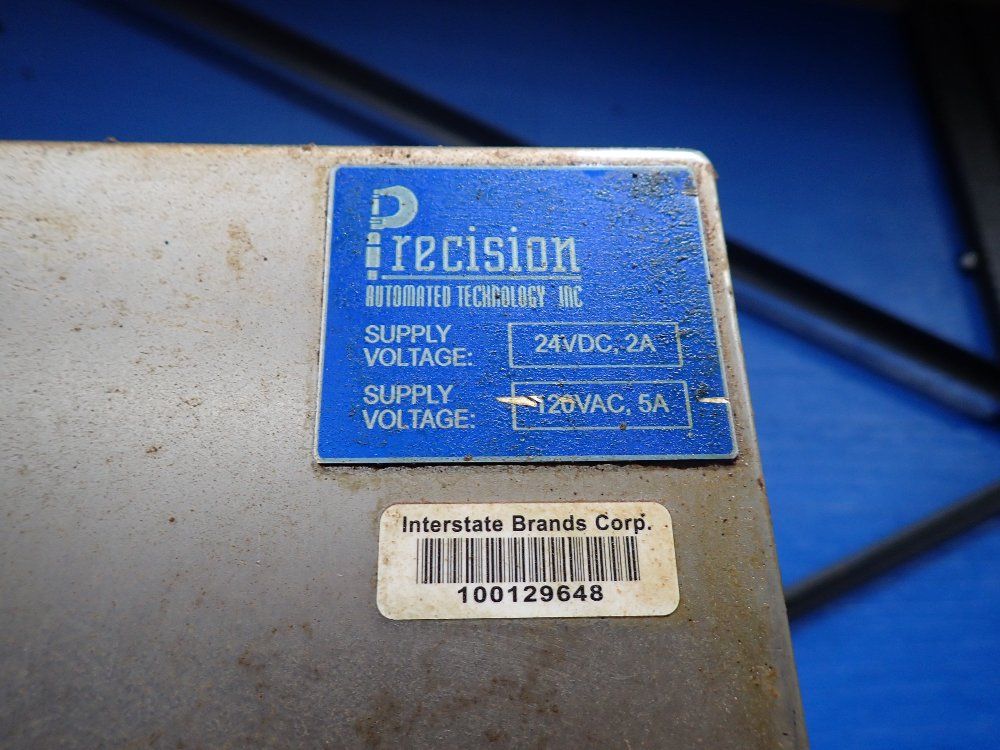 Precision
AUTOMATED TECHNOLOGY INC
SUPPLY VOLTAGE: 24VDC, 2A
SUPPLY VOLTAGE: 120VAC, 5A
Interstate Brands Corp.
100129648